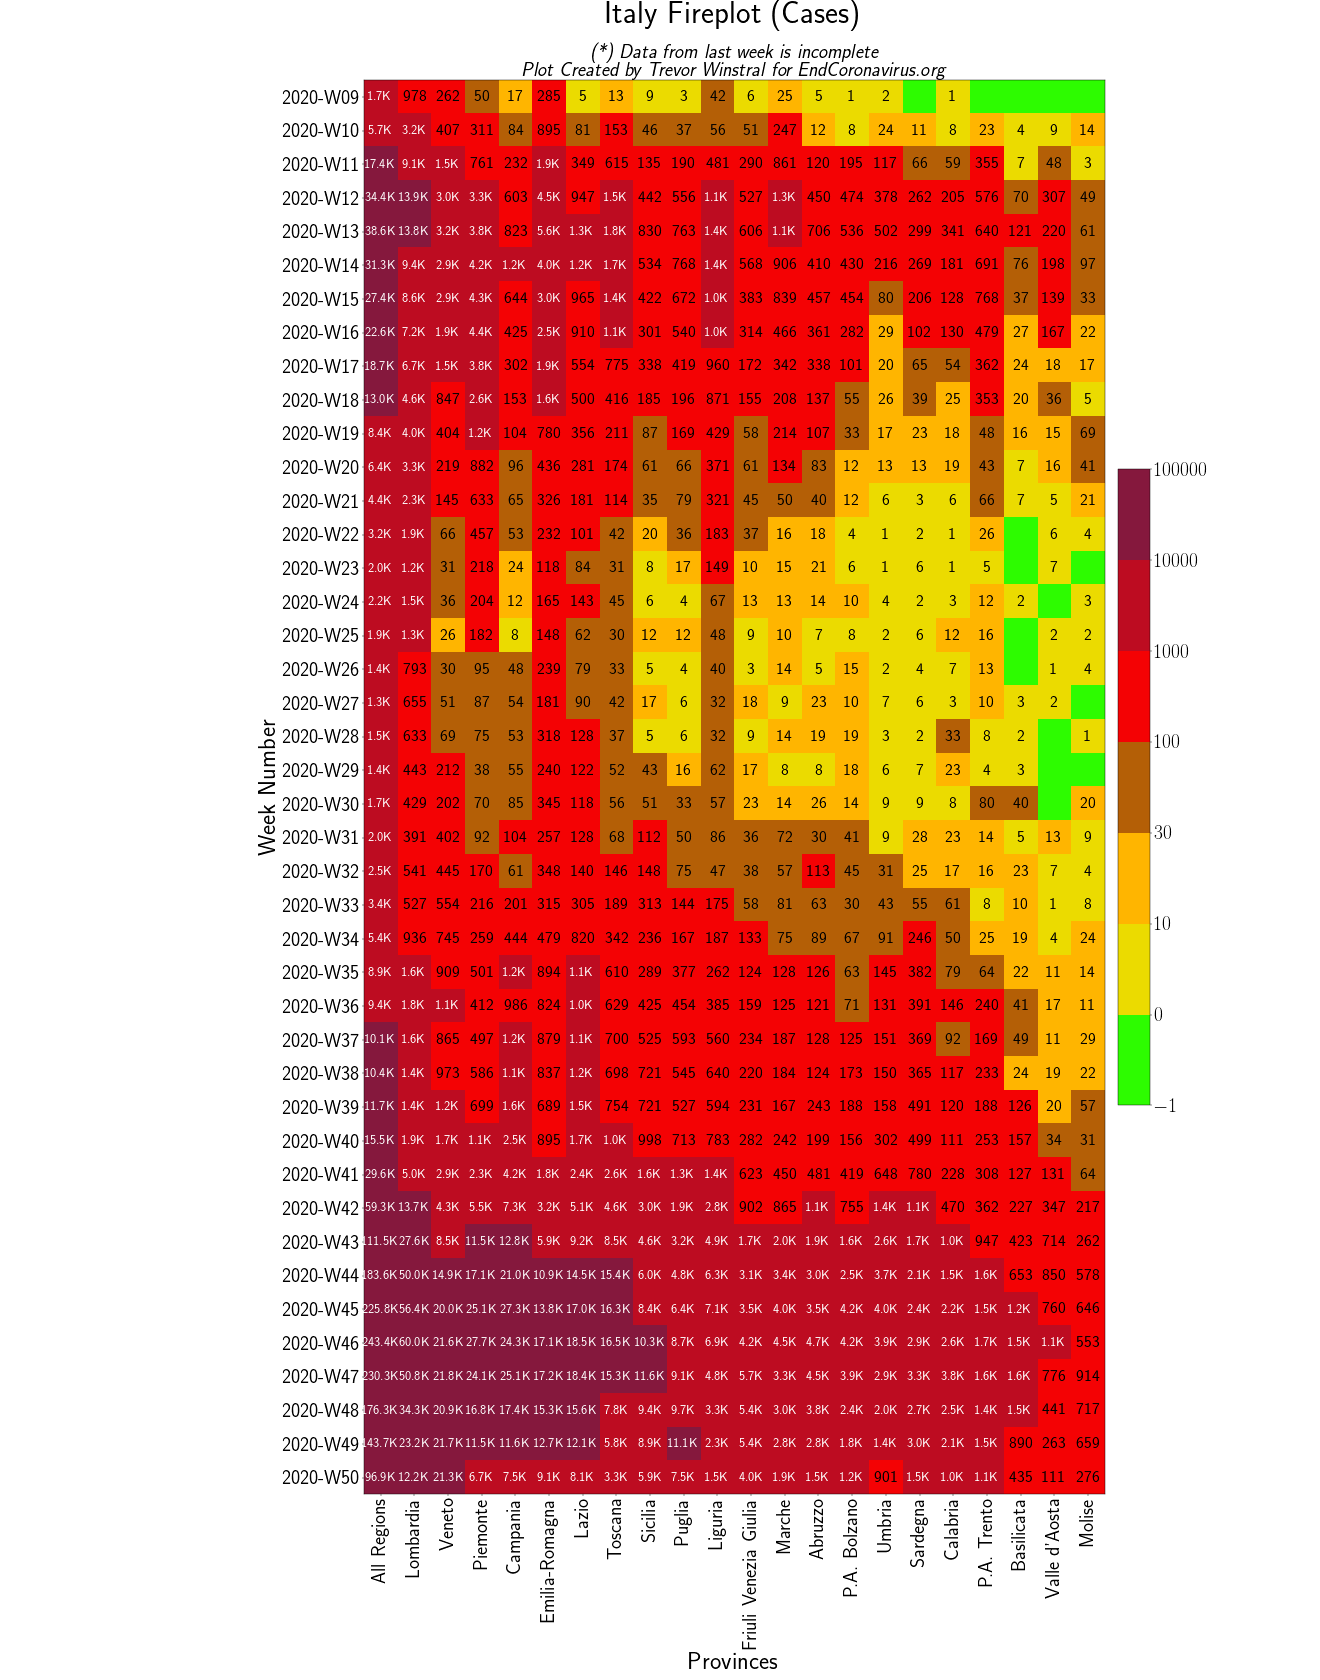 Italy Fireplot (Cases)
(*) Data from last week is incomplete
Plot Created by Trevor Winstral for EndCoronavirus.org
2020-W09 1.7K 978 262 50 17 285 5 13 9 3 42 6 25 5 1 2 1
2020-W10 5.7K 3.2K 407 311 84 895 81 153 46 37 56 51 247 12 8 24 11 8 23 4 9 14
2020-W11 17.4K 9.1K 1.5K 761 232 1.9K 349 615 135 190 481 290 861 120 195 117 66 59 355 7 48 3
2020-W12 34.4K 13.9K 3.0K 3.3K 603 4.5K 947 1.5K 442 556 1.1K 527 1.3K 450 474 378 262 205 576 70 307 49
2020-W13 38.6K 13.8K 3.2K 3.8K 823 5.6K 1.3K 1.8K 830 763 1.4K 606 1.1K 706 536 502 299 341 640 121 220 61
2020-W14 31.3K 9.4K 2.9K 4.2K 1.2K 4.0K 1.2K 1.7K 534 768 1.4K 568 906 410 430 216 269 181 691 76 198 97
2020-W15 27.4K 8.6K 2.9K 4.3K 644 3.0K 965 1.4K 422 672 1.0K 383 839 457 454 80 206 128 768 37 139 33
2020-W16 22.6K 7.2K 1.9K 4.4K 425 2.5K 910 1.1K 301 540 1.0K 314 466 361 282 29 102 130 479 27 167 22
2020-W17 18.7K 6.7K 1.5K 3.8K 302 1.9K 554 775 338 419 960 172 342 338 101 20 65 54 362 24 18 17
2020-W18 13.0K 4.6K 847 2.6K 153 1.6K 500 416 185 196 871 155 208 137 55 26 39 25 353 20 36 5
2020-W19 8.4K 4.0K 404 1.2K 104 780 356 211 87 169 429 58 214 107 33 17 23 18 48 16 15 69
2020-W20 6.4K 3.3K 219 882 96 436 281 174 61 66 371 61 134 83 12 13 13 19 43 7 16 41
2020-W21 4.4K 2.3K 145 633 65 326 181 114 35 79 321 45 50 40 12 6 3 6 66 7 5 21
2020-W22 3.2K 1.9K 66 457 53 232 101 42 20 36 183 37 16 18 4 1 2 1 26 6 4
2020-W23 2.0K 1.2K 31 218 24 118 84 31 8 17 149 10 15 21 6 1 6 1 5 7
2020-W24 2.2K 1.5K 36 204 12 165 143 45 6 4 67 13 13 14 10 4 2 3 12 2 3
2020-W25 1.9K 1.3K 26 182 8 148 62 30 12 12 48 9 10 7 8 2 6 12 16 2 2
2020-W26 1.4K 793 30 95 48 239 79 33 5 4 40 3 14 5 15 2 4 7 13 1 4
2020-W27 1.3K 655 51 87 54 181 90 42 17 6 32 18 9 23 10 7 6 3 10 3 2
2020-W28 1.5K 633 69 75 53 318 128 37 5 6 32 9 14 19 19 3 2 33 8 2 1
2020-W29 1.4K 443 212 38 55 240 122 52 43 16 62 17 8 8 18 6 7 23 4 3
2020-W30 1.7K 429 202 70 85 345 118 56 51 33 57 23 14 26 14 9 9 8 80 40 20
2020-W31 2.0K 391 402 92 104 257 128 68 112 50 86 36 72 30 41 9 28 23 14 5 13 9
2020-W32 2.5K 541 445 170 61 348 140 146 148 75 47 38 57 113 45 31 25 17 16 23 7 4
2020-W33 3.4K 527 554 216 201 315 305 189 313 144 175 58 81 63 30 43 55 61 8 10 1 8
2020-W34 5.4K 936 745 259 444 479 820 342 236 167 187 133 75 89 67 91 246 50 25 19 4 24
2020-W35 8.9K 1.6K 909 501 1.2K 894 1.1K 610 289 377 262 124 128 126 63 145 382 79 64 22 11 14
2020-W36 9.4K 1.8K 1.1K 412 986 824 1.0K 629 425 454 385 159 125 121 71 131 391 146 240 41 17 11
2020-W37 10.1K 1.6K 865 497 1.2K 879 1.1K 700 525 593 560 234 187 128 125 151 369 92 169 49 11 29
2020-W38 10.4K 1.4K 973 586 1.1K 837 1.2K 698 721 545 640 220 184 124 173 150 365 117 233 24 19 22
2020-W39 11.7K 1.4K 1.2K 699 1.6K 689 1.5K 754 721 527 594 231 167 243 188 158 491 120 188 126 20 57
2020-W40 15.5K 1.9K 1.7K 1.1K 2.5K 895 1.7K 1.0K 998 713 783 282 242 199 156 302 499 111 253 157 34 31
2020-W41 29.6K 5.0K 2.9K 2.3K 4.2K 1.8K 2.4K 2.6K 1.6K 1.3K 1.4K 623 450 481 419 648 780 228 308 127 131 64
2020-W42 59.3K 13.7K 4.3K 5.5K 7.3K 3.2K 5.1K 4.6K 3.0K 1.9K 2.8K 902 865 1.1K 755 1.4K 1.1K 470 362 227 347 217
2020-W43 111.5K 27.6K 8.5K 11.5K 12.8K 5.9K 9.2K 8.5K 4.6K 3.2K 4.9K 1.7K 2.0K 1.9K 1.6K 2.6K 1.7K 1.0K 947 423 714 262
2020-W44 183.6K 50.0K 14.9K 17.1K 21.0K 10.9K 14.5K 15.4K 6.0K 4.8K 6.3K 3.1K 3.4K 3.0K 2.5K 3.7K 2.1K 1.5K 1.6K 653 850 578
2020-W45 225.8K 56.4K 20.0K 25.1K 27.3K 13.8K 17.0K 16.3K 8.4K 6.4K 7.1K 3.5K 4.0K 3.5K 4.2K 4.0K 2.4K 2.2K 1.5K 1.2K 760 646
2020-W46 243.4K 60.0K 21.6K 27.7K 24.3K 17.1K 18.5K 16.5K 10.3K 8.7K 6.9K 4.2K 4.5K 4.7K 4.2K 3.9K 2.9K 2.6K 1.7K 1.5K 1.1K 553
2020-W47 230.3K 50.8K 21.8K 24.1K 25.1K 17.2K 18.4K 15.3K 11.6K 9.1K 4.8K 5.7K 3.3K 4.5K 3.9K 2.9K 3.3K 3.8K 1.6K 1.6K 776 914
2020-W48 176.3K 34.3K 20.9K 16.8K 17.4K 15.3K 15.6K 7.8K 9.4K 9.7K 3.3K 5.4K 3.0K 3.8K 2.4K 2.0K 2.7K 2.5K 1.4K 1.5K 441 717
2020-W49 143.7K 23.2K 21.7K 11.5K 11.6K 12.7K 12.1K 5.8K 8.9K 11.1K 2.3K 5.4K 2.8K 2.8K 1.8K 1.4K 3.0K 2.1K 1.5K 890 263 659
2020-W50 96.9K 12.2K 21.3K 6.7K 7.5K 9.1K 8.1K 3.3K 5.9K 7.5K 1.5K 4.0K 1.9K 1.5K 1.2K 901 1.5K 1.0K 1.1K 435 111 276
Week Number
All Regions
Lombardia
Veneto
Piemonte
Campania
Emilia-Romagna
Lazio
Toscana
Sicilia
Puglia
Liguria
Friuli Venezia Giulia
Marche
Abruzzo
P.A. Bolzano
Umbria
Sardegna
Calabria
P.A. Trento
Basilicata
Valle d'Aosta
Molise
Provinces
100000
10000
1000
100
30
10
0
−1